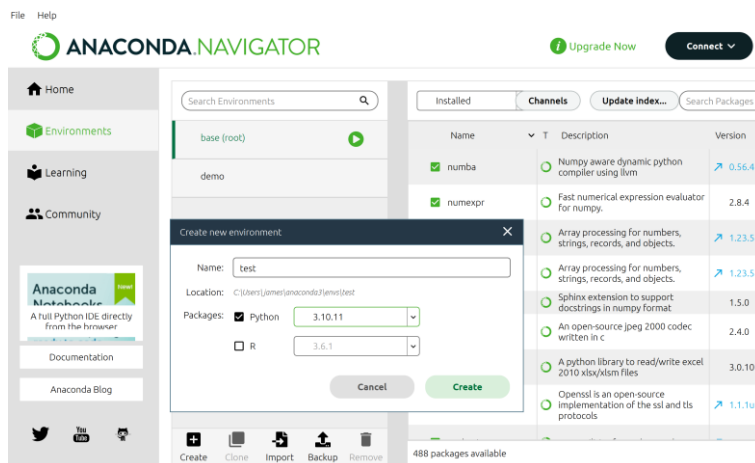 File Help
ANACONDA.NAVIGATOR
Upgrade Now
Connect
Home
Environments
Learning
Community
Anaconda
Notebooks
A full Python IDE directly
from the browser
Documentation
Anaconda Blog
You
Tube
Search Environments
base (root)
demo
Create new environment
Name: test
Location: C:\Users\james\anaconda3\envs\test
Packages: Python 3.10.11
R 3.6.1
Cancel Create
Create Clone Import Backup Remove
Installed Channels Update index... Search Packages
Name T Description Version
numba Numpy aware dynamic python
compiler using llvm 0.56.4
numexpr Fast numerical expression evaluator
for numpy. 2.8.4
Array processing for numbers,
strings, records, and objects. 1.23.5
Array processing for numbers,
strings, records, and objects. 1.23.5
Sphinx extension to support
docstrings in numpy format 1.5.0
An open-source jpeg 2000 codec
written in c 2.4.0
A python library to read/write excel
2010 xlsx/xlsm files 3.0.10
Openssl is an open-source
implementation of the ssl and tls
protocols 1.1.1u
488 packages available